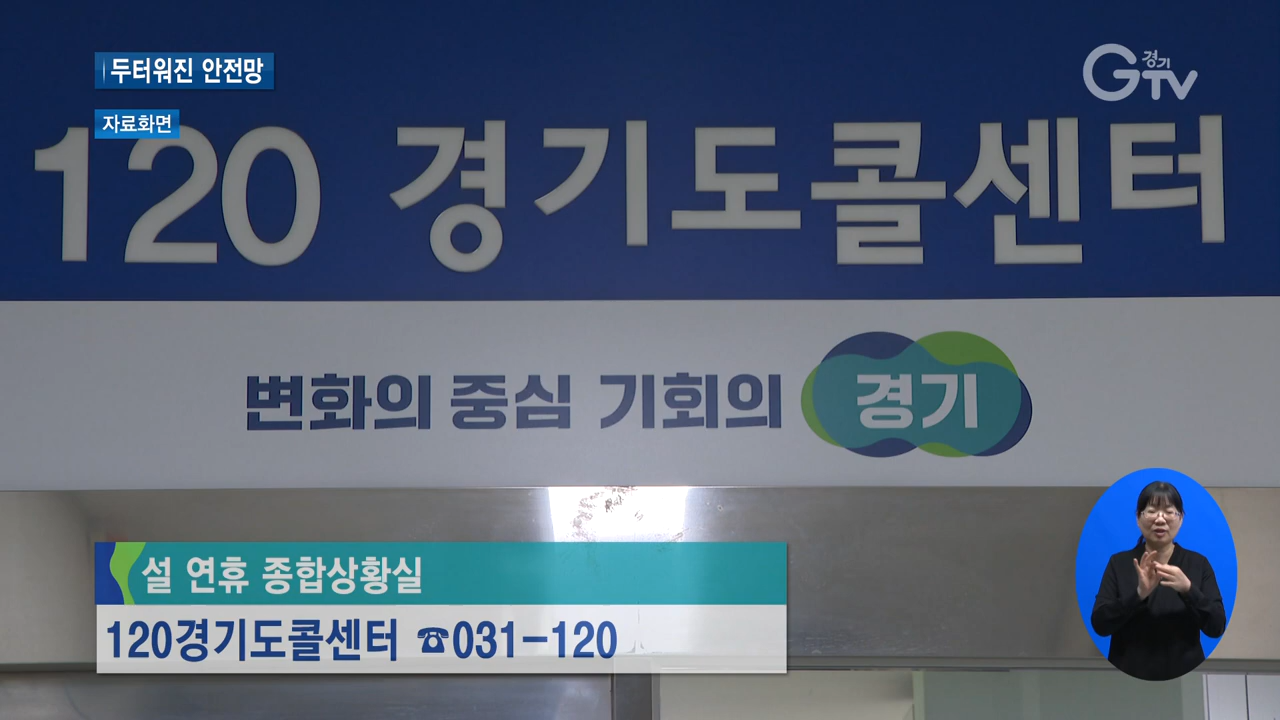 두터워진 안전망
경기
GTV
자료화면
120 경기도콜센터
변화의 중심 기회의 경기
설 연휴 종합상황실
120경기도콜센터 ☎031-120